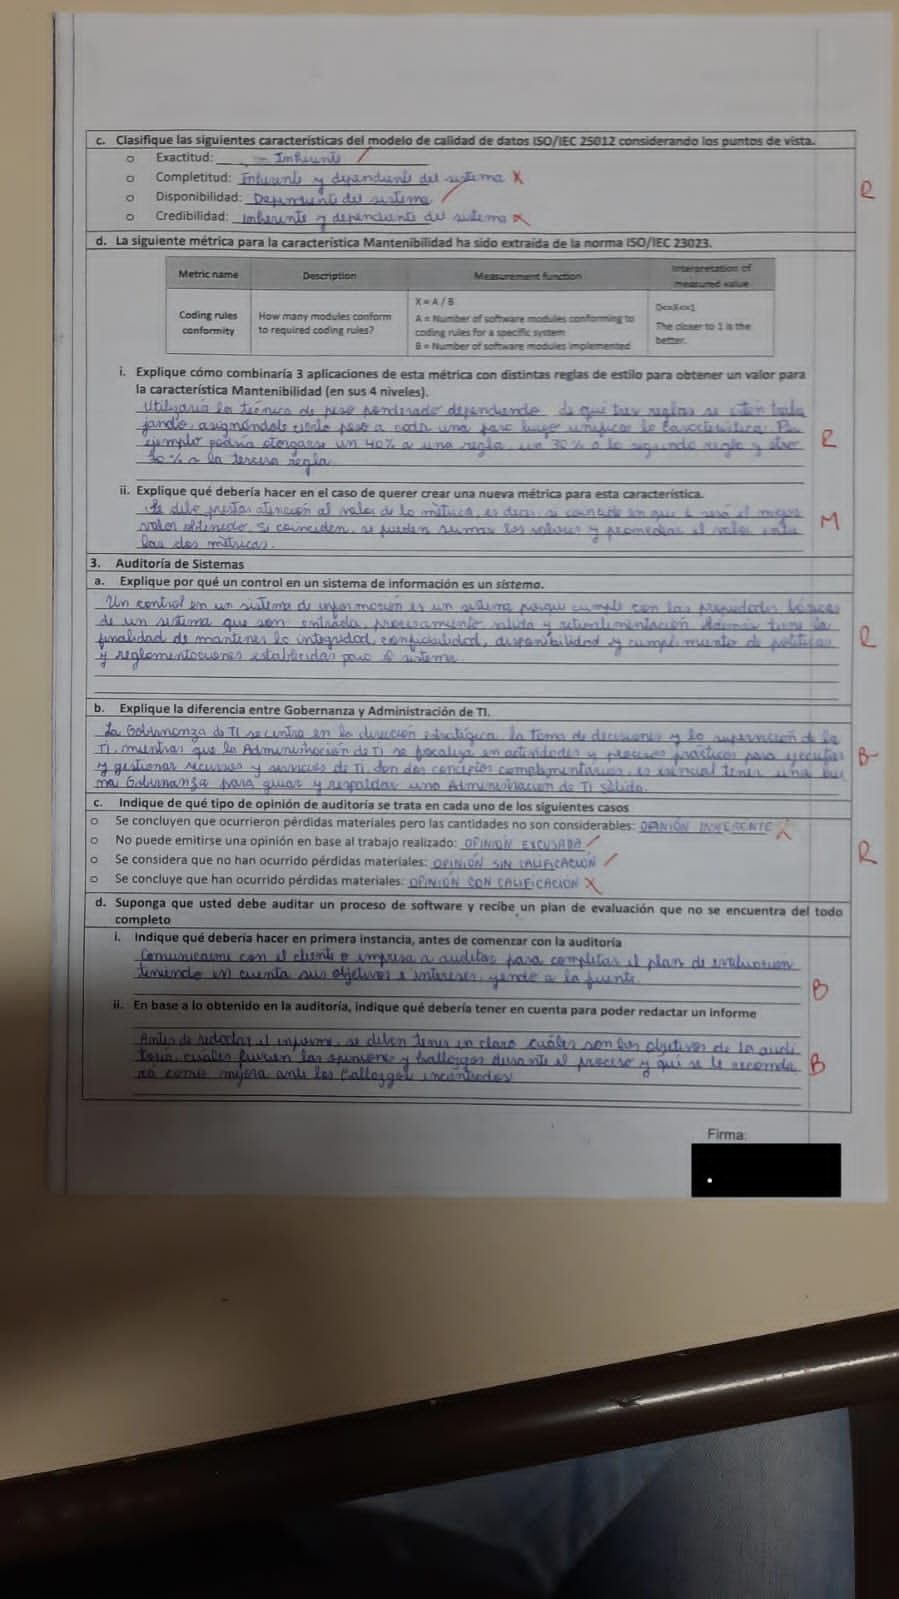 c. Clasifique las siguientes características del modelo de calidad de datos ISO/IEC 25012 considerando los puntos de vista.
o Exactitud: Inherente
o Completitud: Inherente y dependiente del sistema X
o Disponibilidad: Dependiente del sistema
o Credibilidad: inherente y dependiente del sistema X
R
d. La siguiente métrica para la característica Mantenibilidad ha sido extraída de la norma ISO/IEC 23023.
Metric name Description Measurement function Interpretation of measured value
Coding rules conformity How many modules conform to required coding rules? X = A / B
A = Number of software modules conforming to coding rules for a specific system
B = Number of software modules implemented
0<=X<=1
The closer to 1 is the better.
i. Explique cómo combinaría 3 aplicaciones de esta métrica con distintas reglas de estilo para obtener un valor para
la característica Mantenibilidad (en sus 4 niveles).
Utilizaría la técnica de peso ponderado dependiendo de qué tres reglas se estén traba
jando, asignándole cierto peso a cada una para luego unificar la característica. Por
ejemplo podría otorgarse un 40% a una regla, un 30% a la segunda regla y otro
30% a la tercera regla.
R
ii. Explique qué debería hacer en el caso de querer crear una nueva métrica para esta característica.
Se debe prestar atención al valor de la métrica, es decir, si coincide en que 1 será el mejor
valor obtenido. Si coinciden, se pueden sumar los valores y promediar el valor entre
las dos métricas.
M
3. Auditoría de Sistemas
a. Explique por qué un control en un sistema de información es un sistema.
Un control en un sistema de información es un sistema porque cumple con las propiedades básicas
de un sistema que son entrada, procesamiento, salida y retroalimentación. Además tiene la
finalidad de mantener la integridad, confiabilidad, disponibilidad y cumplimiento de políticas
y reglamentaciones establecidas para el sistema.
R
b. Explique la diferencia entre Gobernanza y Administración de TI.
La Gobernanza de TI se centra en la dirección estratégica, la toma de decisiones y la supervisión de la
TI, mientras que la Administración de TI se focaliza en actividades y procesos prácticos para ejecutar
y gestionar recursos y servicios de TI. Son dos conceptos complementarios, es esencial tener una bue
na Gobernanza para guiar y respaldar una Administración de TI sólida.
B-
c. Indique de qué tipo de opinión de auditoría se trata en cada uno de los siguientes casos
o Se concluyen que ocurrieron pérdidas materiales pero las cantidades no son considerables: OPINIÓN INHERENTE X
o No puede emitirse una opinión en base al trabajo realizado: OPINIÓN EXCUSADA
o Se considera que no han ocurrido pérdidas materiales: OPINIÓN SIN CALIFICACIÓN
o Se concluye que han ocurrido pérdidas materiales: OPINIÓN CON CALIFICACIÓN X
R
d. Suponga que usted debe auditar un proceso de software y recibe un plan de evaluación que no se encuentra del todo
completo
i. Indique qué debería hacer en primera instancia, antes de comenzar con la auditoría
Comunicarme con el cliente o empresa a auditar para completar el plan de evaluación
teniendo en cuenta sus objetivos e intereses, yendo a la fuente.
B
ii. En base a lo obtenido en la auditoría, indique qué debería tener en cuenta para poder redactar un informe
Antes de redactar el informe, se deben tener en claro cuáles son los objetivos de la audi
toría, cuáles fueron las opiniones y hallazgos durante el proceso y qué se le recomda
rá como mejora ante los hallazgos encontrados
B
Firma: